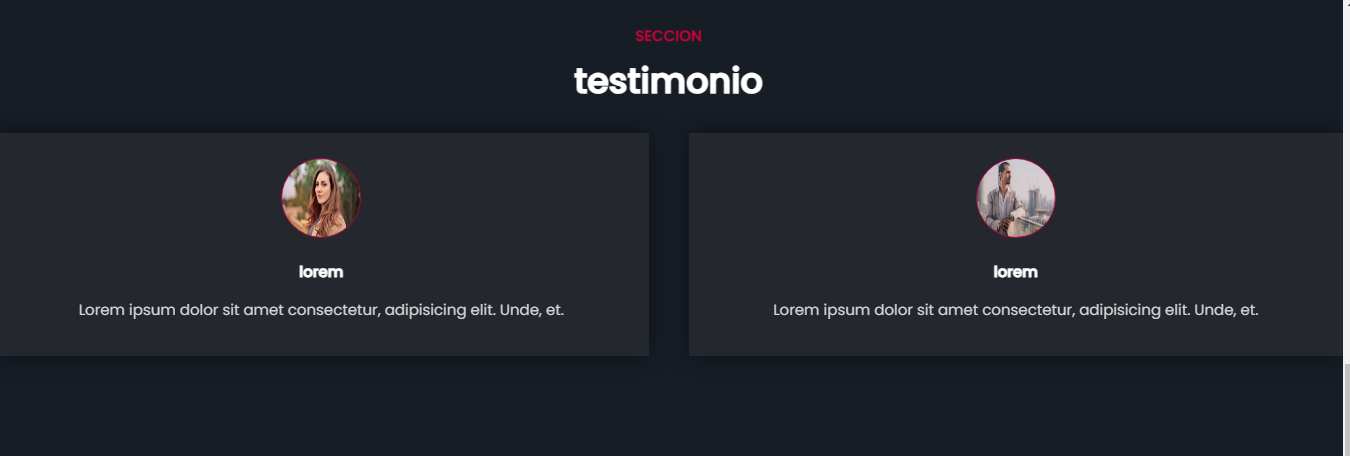 SECCION
testimonio
lorem
Lorem ipsum dolor sit amet consectetur, adipisicing elit. Unde, et.
lorem
Lorem ipsum dolor sit amet consectetur, adipisicing elit. Unde, et.